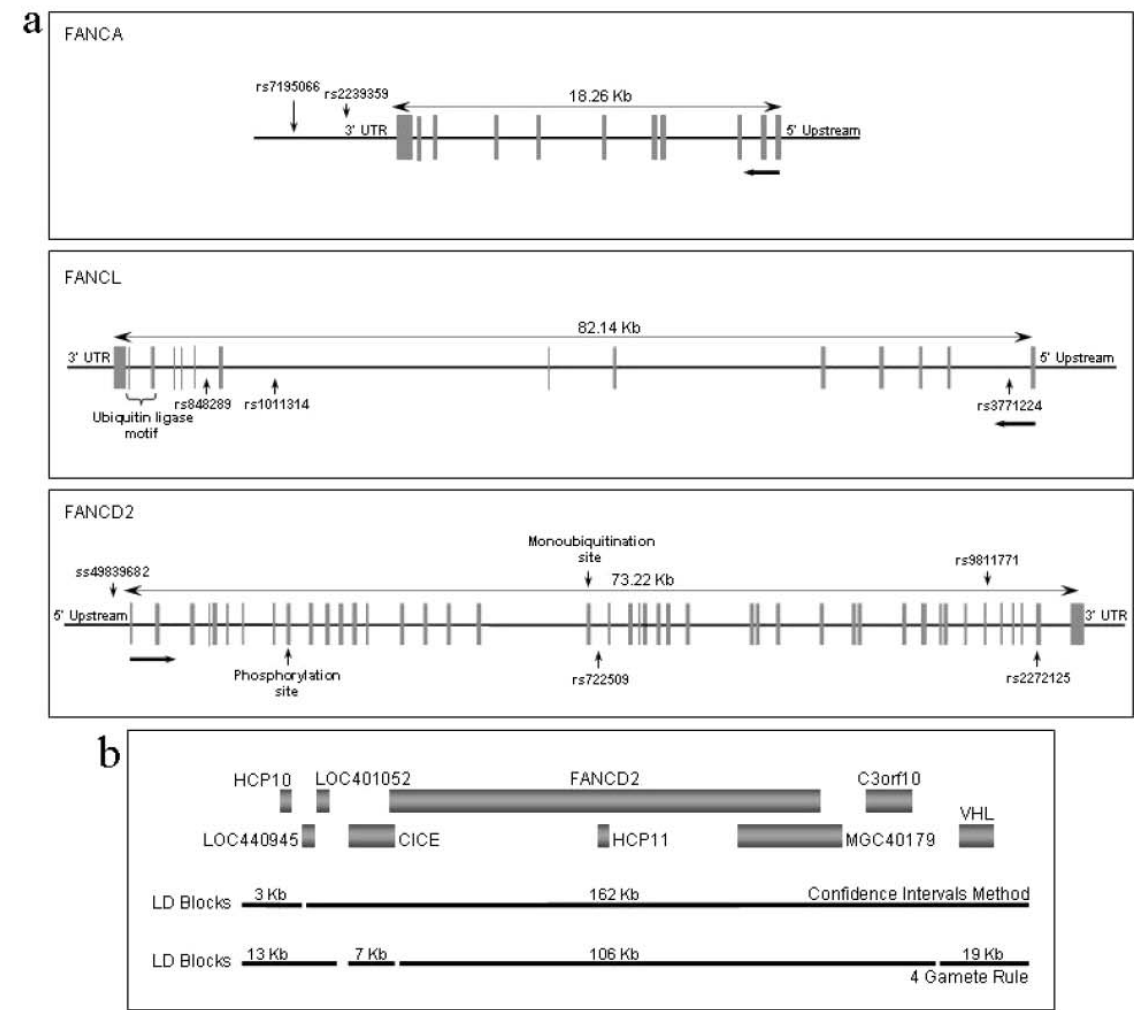 a
FANCA
rs7195066
rs2239359
18.26 Kb
3' UTR
5' Upstream
FANCL
82.14 Kb
3' UTR
5' Upstream
rs848289
rs1011314
rs3771224
Ubiquitin ligase
motif
FANCD2
Monoubiquitination
site
ss49839682
rs9811771
73.22 Kb
5' Upstream
3' UTR
Phosphorylation
site
rs722509
rs2272125
b
HCP10
LOC401052
FANCD2
C3orf10
LOC440945
CICE
HCP11
MGC40179
VHL
LD Blocks
3 Kb
162 Kb
Confidence Intervals Method
LD Blocks
13 Kb
7 Kb
106 Kb
19 Kb
4 Gamete Rule